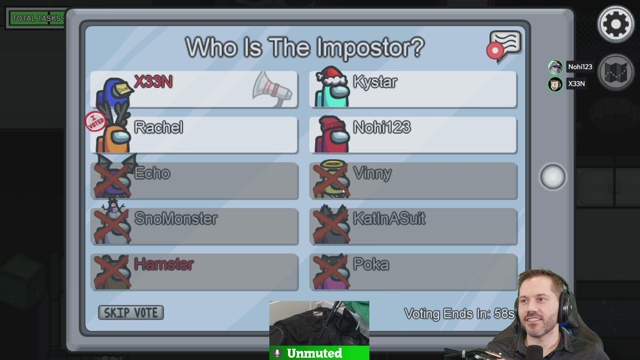 TOTAL TASKS
Who Is The Impostor?
X33N
Kystar
I VOTED
Rachel
Nohi123
Echo
Vinny
SnoMonster
KatInASuit
Hamster
Poka
SKIP VOTE
Voting Ends In: 58s
Nohi123
X33N
Unmuted